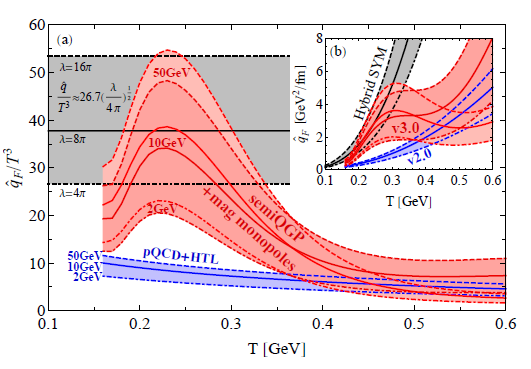 (a)
60
50
40
30
20
10
0
q̂_F/T³
λ=16π
q̂/T³≈26.7(λ/4π)^½
λ=8π
λ=4π
50GeV
10GeV
2GeV
semiQGP
+mag monopoles
pQCD+HTL
50GeV
10GeV
2GeV
0.1 0.2 0.3 0.4 0.5 0.6
T [GeV]
(b)
8
6
4
2
0
q̂_F [GeV²/fm]
Hybrid SYM
v3.0
v2.0
0.1 0.2 0.3 0.4 0.5 0.6
T [GeV]